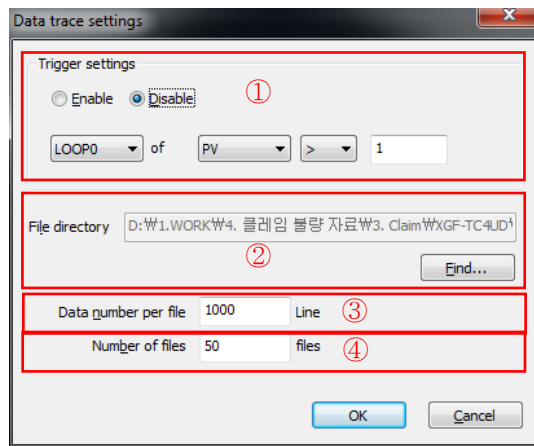 Data trace settings
Trigger settings
Enable Disable ①
LOOP0 of PV > 1
File directory D:₩1.WORK₩4. 클레임 불량 자료₩3. Claim₩XGF-TC4UD₩
②
Find...
Data number per file 1000 Line ③
Number of files 50 files ④
OK Cancel